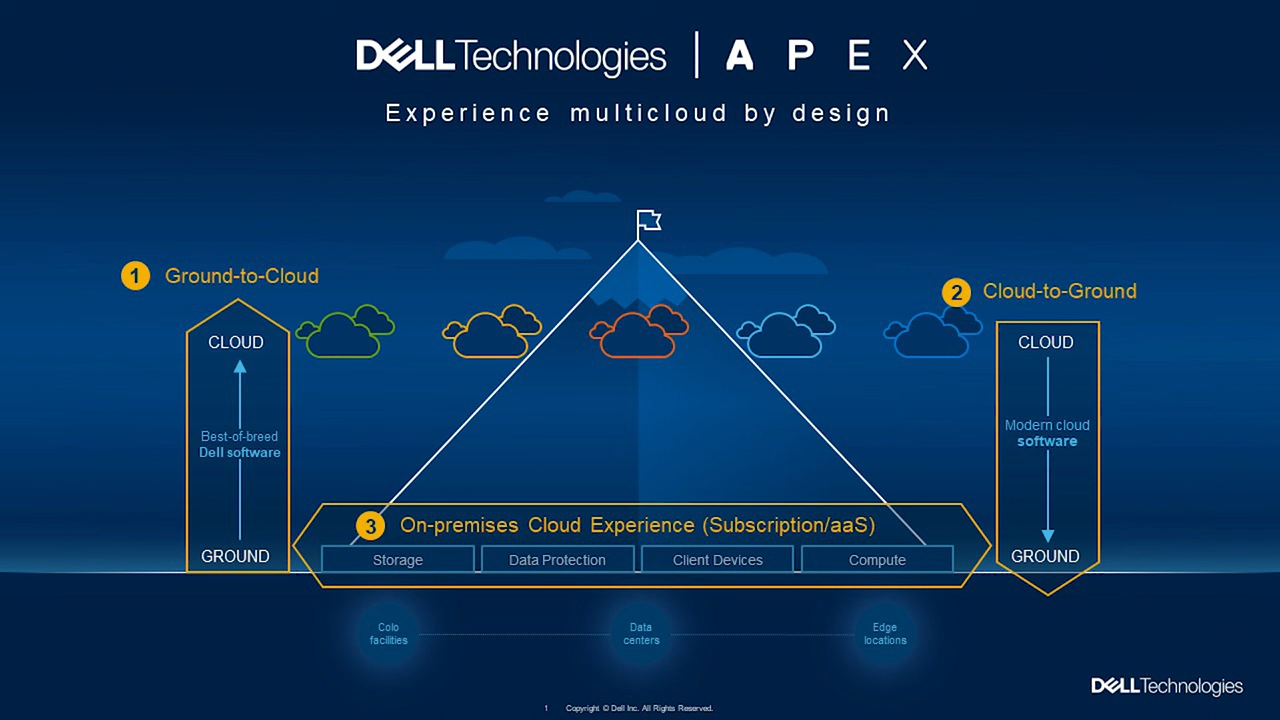 DELLTechnologies | APEX
Experience multicloud by design
1 Ground-to-Cloud
2 Cloud-to-Ground
CLOUD
Best-of-breed
Dell software
GROUND
CLOUD
Modern cloud
software
GROUND
3 On-premises Cloud Experience (Subscription/aaS)
Storage
Data Protection
Client Devices
Compute
Colo
facilities
Data
centers
Edge
locations
DELLTechnologies
1 Copyright © Dell Inc. All Rights Reserved.